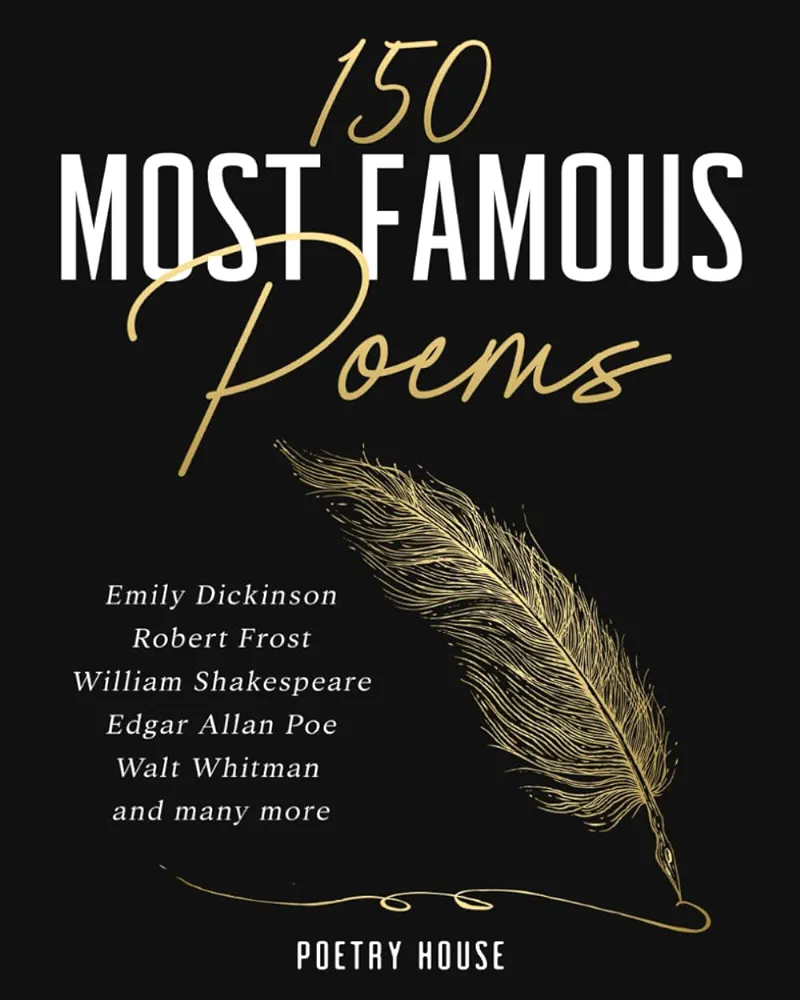 150
MOST FAMOUS
Poems
Emily Dickinson
Robert Frost
William Shakespeare
Edgar Allan Poe
Walt Whitman
and many more
POETRY HOUSE